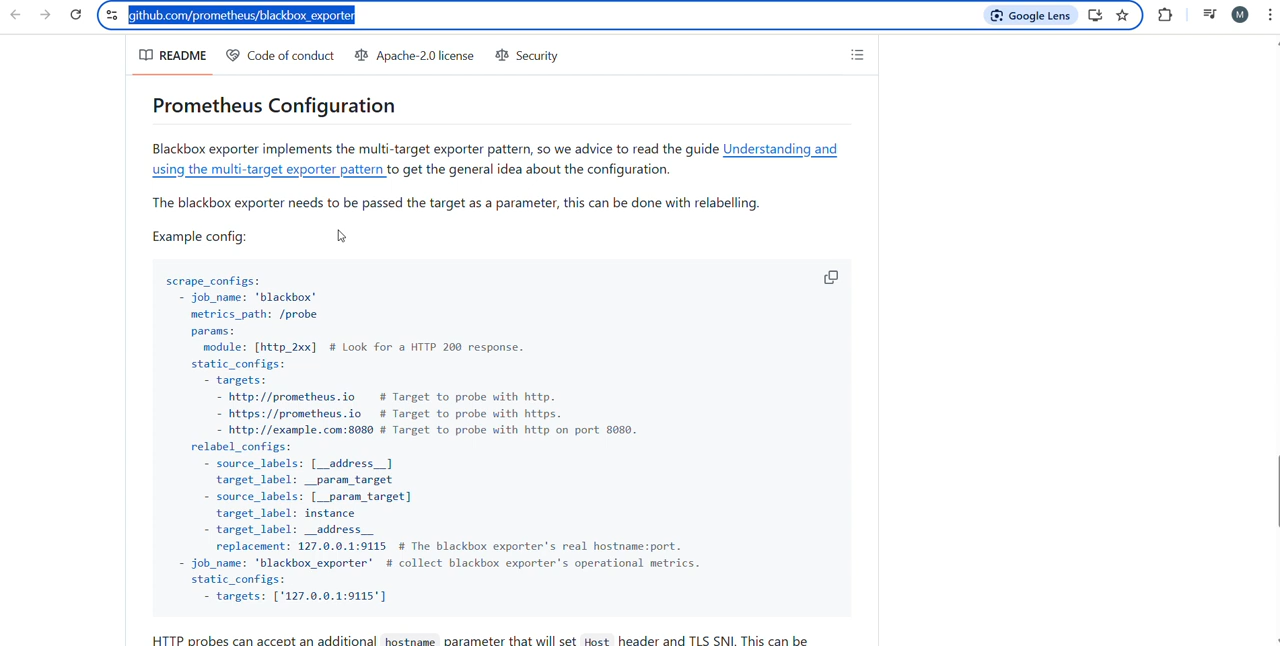 github.com/prometheus/blackbox_exporter
Google Lens
M
README
Code of conduct
Apache-2.0 license
Security
Prometheus Configuration
Blackbox exporter implements the multi-target exporter pattern, so we advice to read the guide Understanding and
using the multi-target exporter pattern to get the general idea about the configuration.
The blackbox exporter needs to be passed the target as a parameter, this can be done with relabelling.
Example config:
scrape_configs:
  - job_name: 'blackbox'
    metrics_path: /probe
    params:
      module: [http_2xx]  # Look for a HTTP 200 response.
    static_configs:
      - targets:
        - http://prometheus.io    # Target to probe with http.
        - https://prometheus.io   # Target to probe with https.
        - http://example.com:8080 # Target to probe with http on port 8080.
    relabel_configs:
      - source_labels: [__address__]
        target_label: __param_target
      - source_labels: [__param_target]
        target_label: instance
      - target_label: __address__
        replacement: 127.0.0.1:9115  # The blackbox exporter's real hostname:port.
  - job_name: 'blackbox_exporter'  # collect blackbox exporter's operational metrics.
    static_configs:
      - targets: ['127.0.0.1:9115']
HTTP probes can accept an additional hostname parameter that will set Host header and TLS SNI. This can be